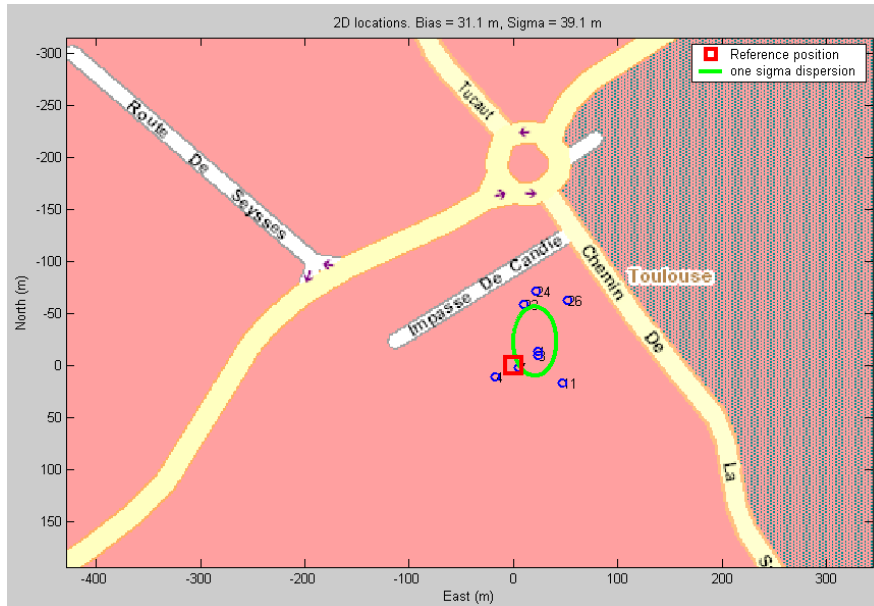 2D locations. Bias = 31.1 m, Sigma = 39.1 m
Reference position
one sigma dispersion
-300
-250
-200
-150
-100
-50
0
50
100
150
North (m)
Tucaut
Route De Seysses
Impasse De Candie
Chemin De La
Toulouse
24
26
11
-400
-300
-200
-100
0
100
200
300
East (m)